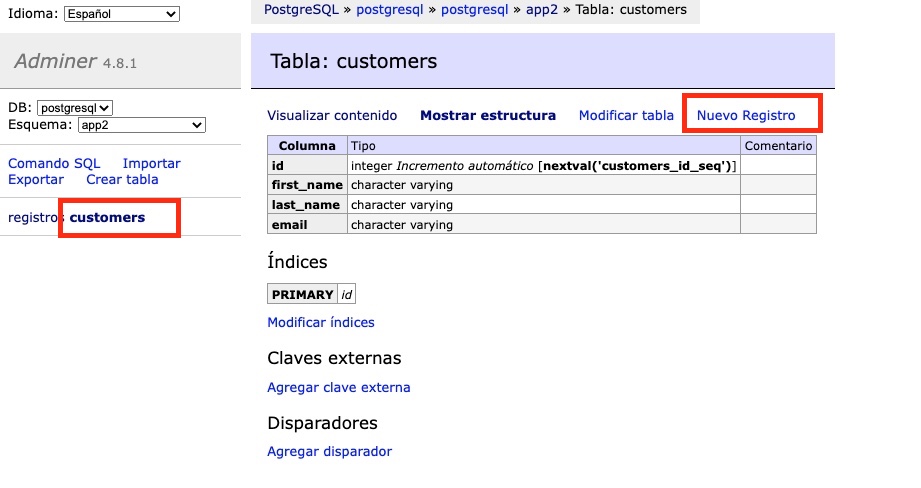 Idioma: Español
PostgreSQL » postgresql » postgresql » app2 » Tabla: customers
Adminer 4.8.1
DB: postgresql
Esquema: app2
Comando SQL Importar
Exportar Crear tabla
registros customers
Tabla: customers
Visualizar contenido Mostrar estructura Modificar tabla Nuevo Registro
Columna Tipo Comentario
id integer Incremento automático [nextval('customers_id_seq')]
first_name character varying
last_name character varying
email character varying
Índices
PRIMARY id
Modificar índices
Claves externas
Agregar clave externa
Disparadores
Agregar disparador